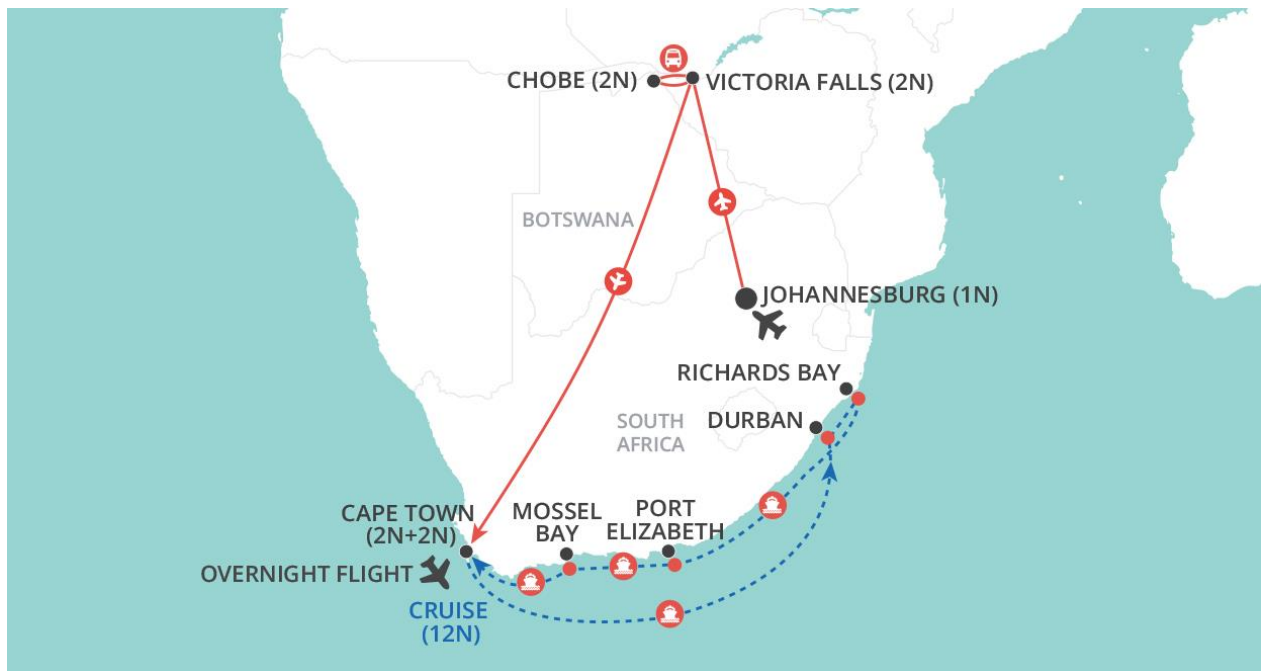 CHOBE (2N)
VICTORIA FALLS (2N)
BOTSWANA
JOHANNESBURG (1N)
RICHARDS BAY
DURBAN
SOUTH
AFRICA
CAPE TOWN
(2N+2N)
MOSSEL
BAY
PORT
ELIZABETH
OVERNIGHT FLIGHT
CRUISE
(12N)